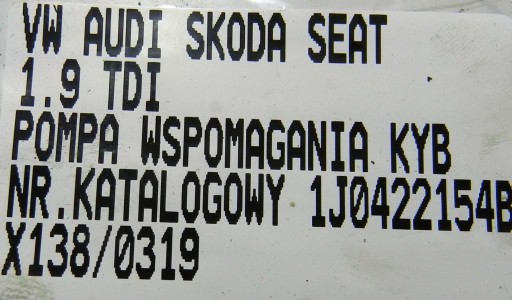 VW AUDI SKODA SEAT
1.9 TDI
POMPA WSPOMAGANIA KYB
NR.KATALOGOWY 1J0422154B
X138/0319